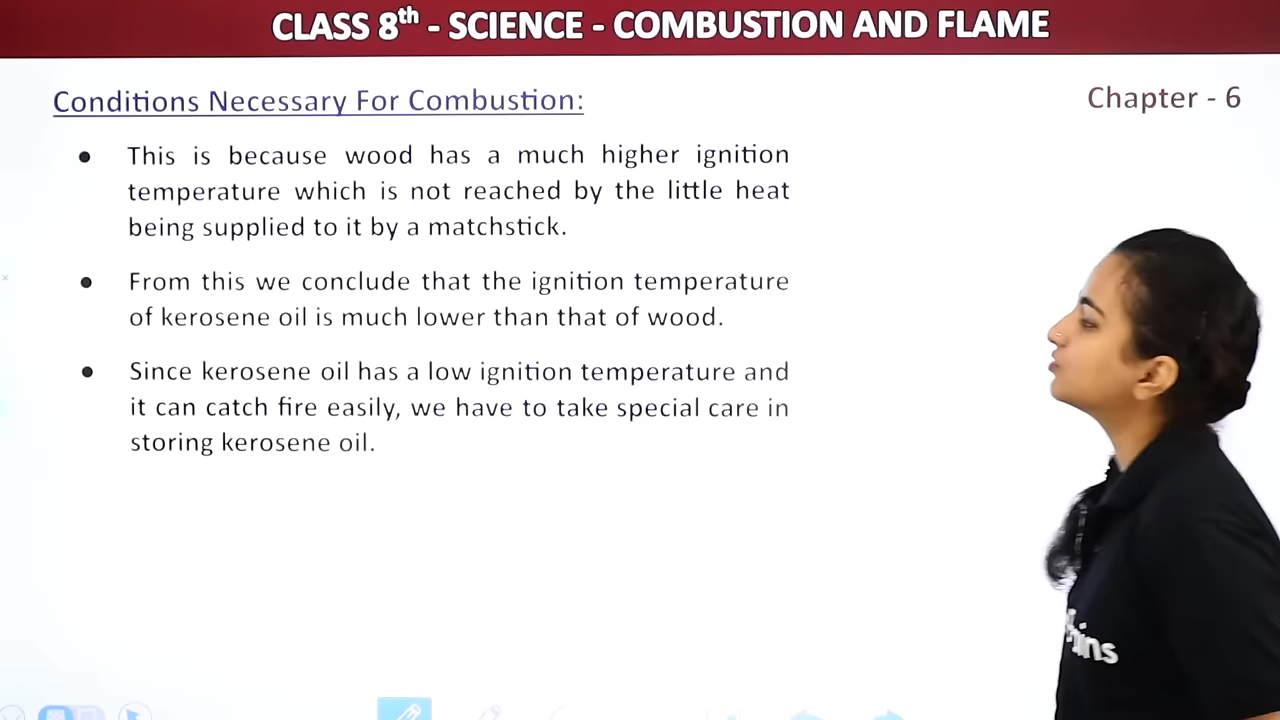 CLASS 8th - SCIENCE - COMBUSTION AND FLAME
Conditions Necessary For Combustion:
Chapter - 6
● This is because wood has a much higher ignition
temperature which is not reached by the little heat
being supplied to it by a matchstick.
● From this we conclude that the ignition temperature
of kerosene oil is much lower than that of wood.
● Since kerosene oil has a low ignition temperature and
it can catch fire easily, we have to take special care in
storing kerosene oil.